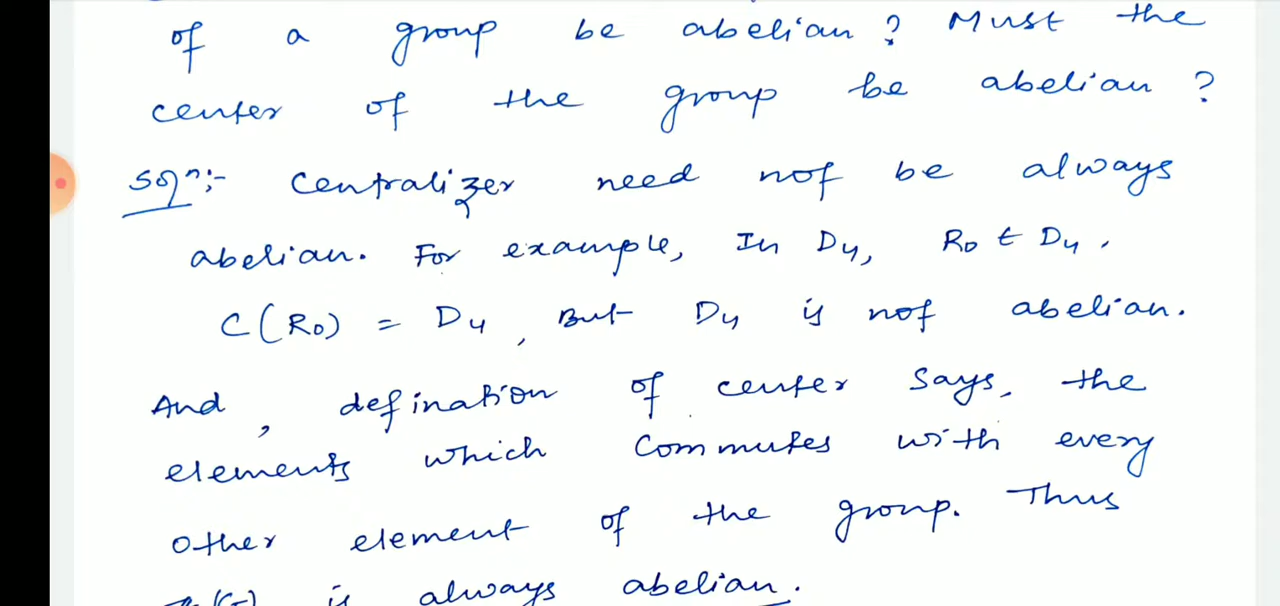 of a group be abelian ? Must the
center of the group be abelian ?
Solⁿ:- Centralizer need not be always
abelian. For example, In D4, R0 ∈ D4.
C(R0) = D4, But D4 is not abelian.
And, defination of center says, the
elements which commutes with every
other element of the group. Thus
is always abelian.